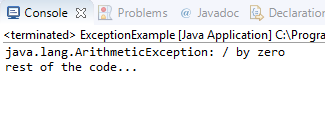 Console Problems @ Javadoc Declaration
<terminated> ExceptionExample [Java Application] C:\Progra
java.lang.ArithmeticException: / by zero
rest of the code...